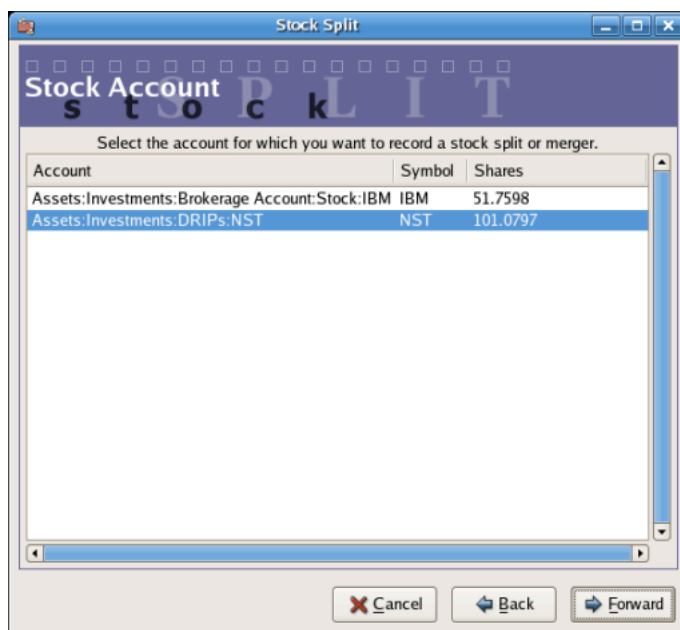 Stock Split
Stock Account
S P L I T
s t o c k
Select the account for which you want to record a stock split or merger.
Account Symbol Shares
Assets:Investments:Brokerage Account:Stock:IBM IBM 51.7598
Assets:Investments:DRIPs:NST NST 101.0797
Cancel Back Forward